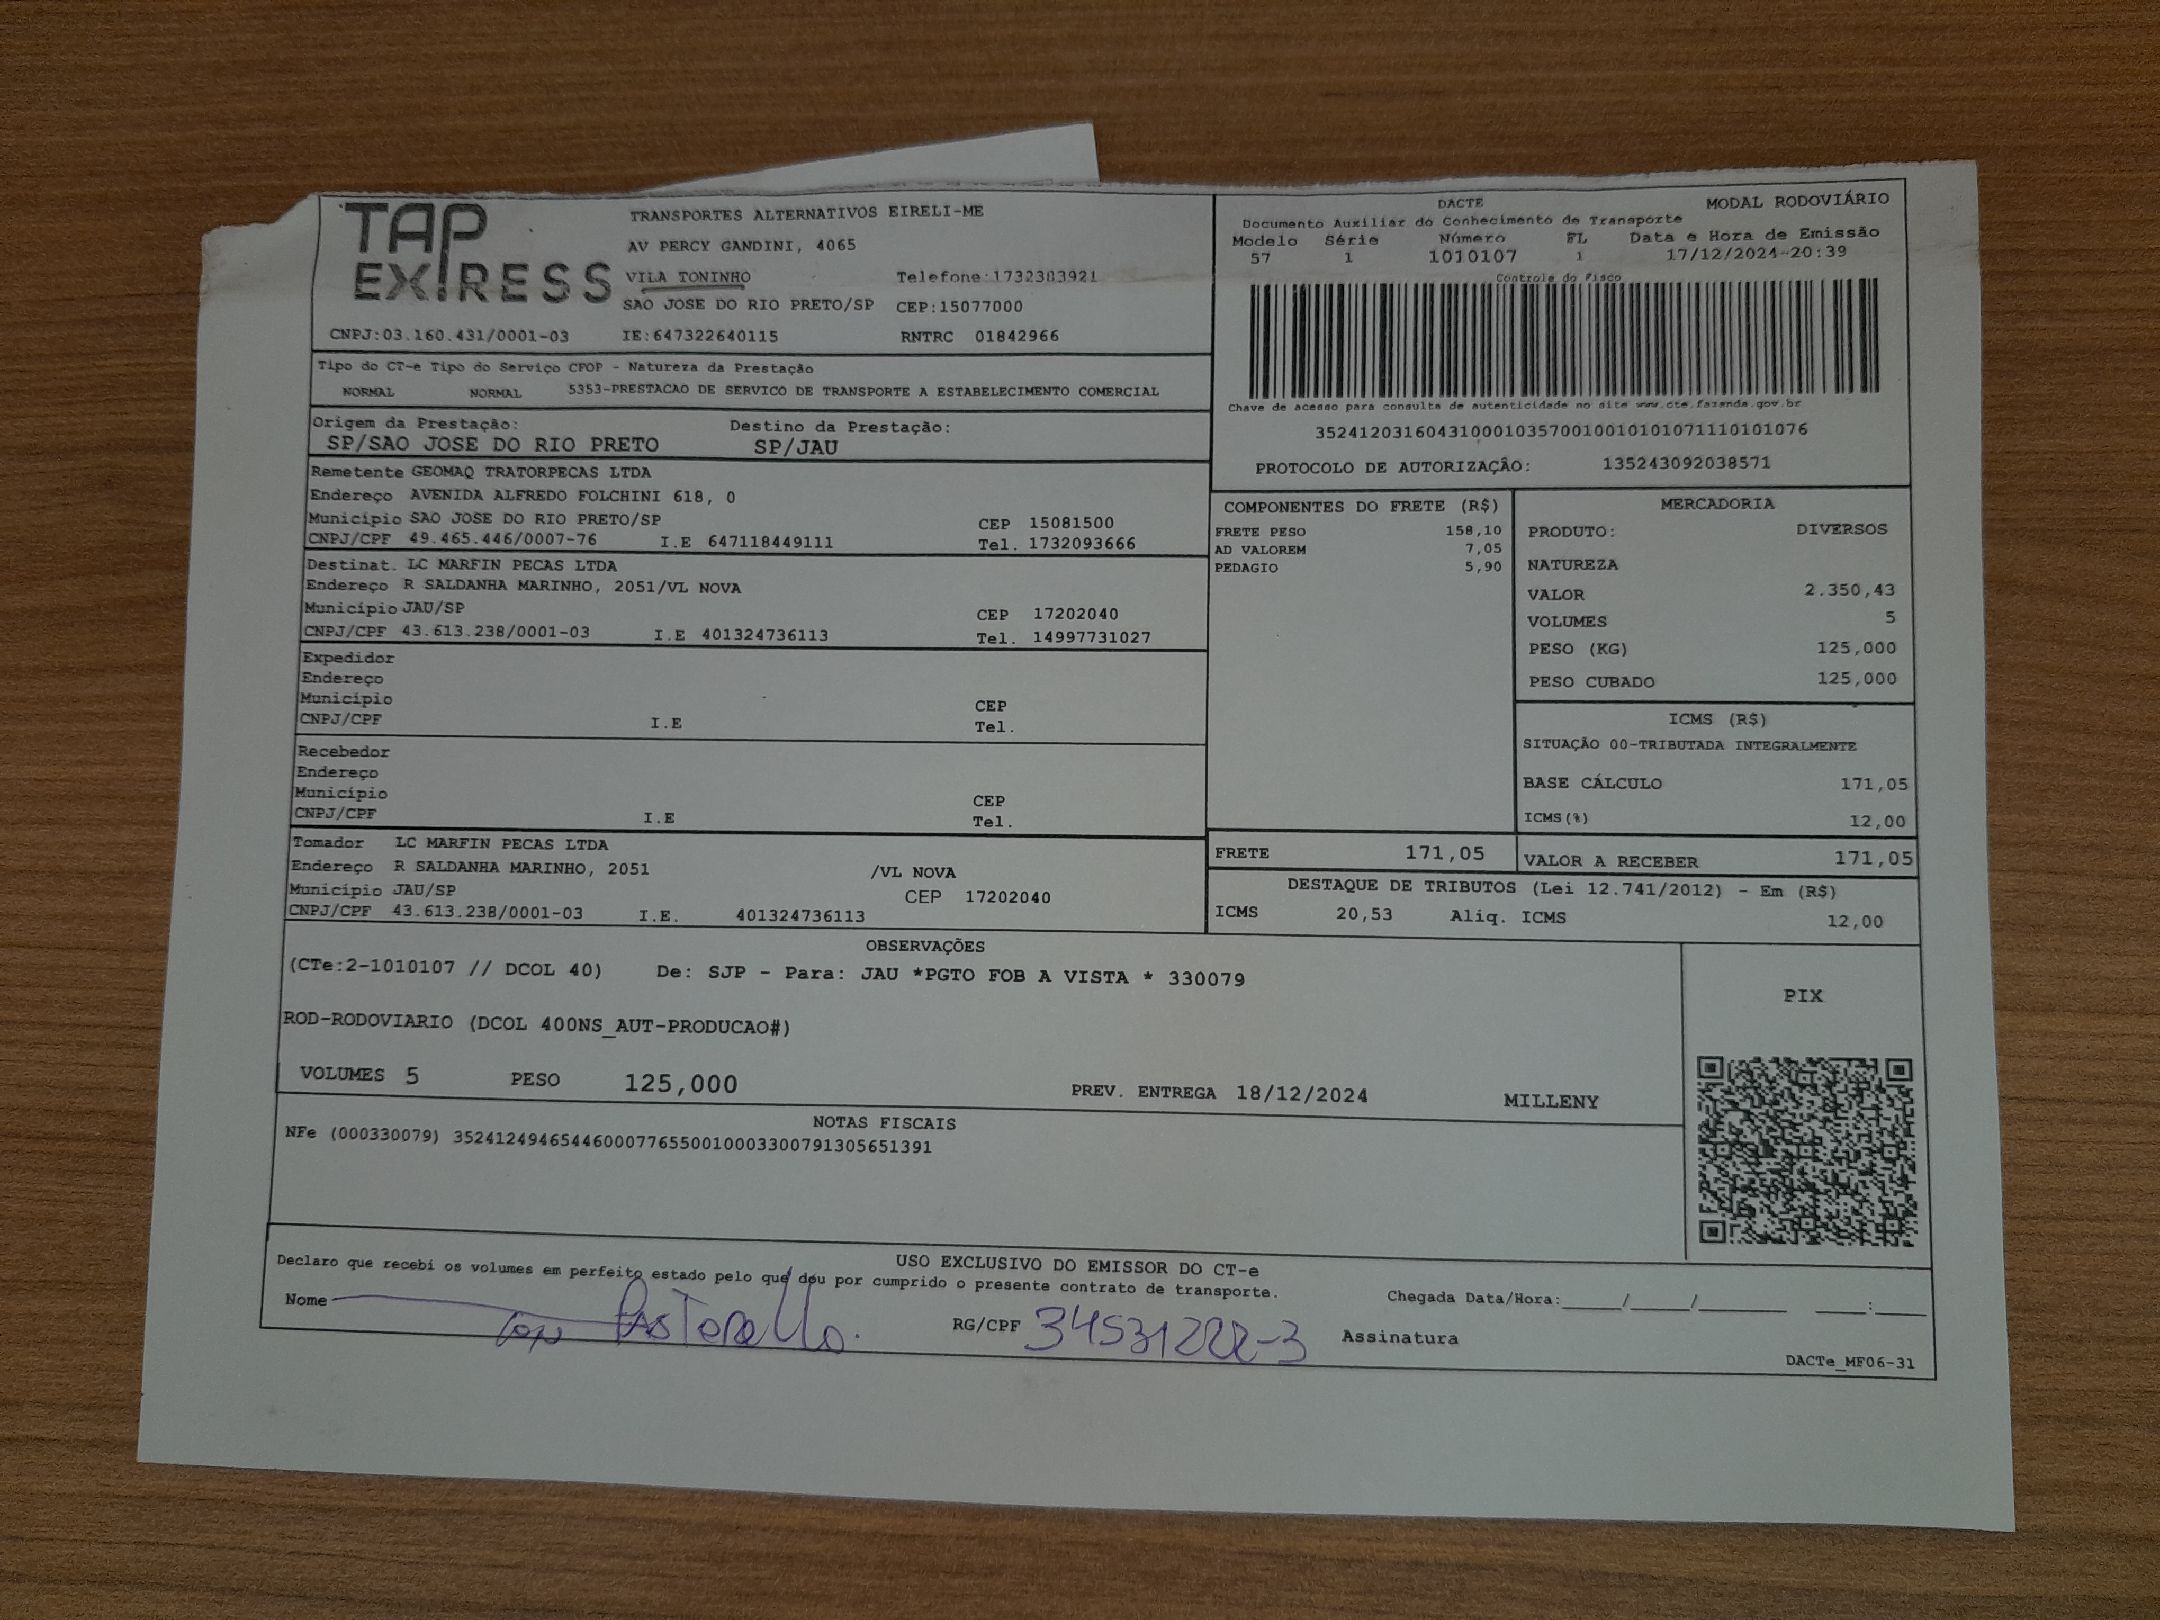 TAP EXPRESS
TRANSPORTES ALTERNATIVOS EIRELI-ME
AV PERCY GANDINI, 4065
VILA TONINHO Telefone:1732383921
SAO JOSE DO RIO PRETO/SP CEP:15077000
CNPJ:03.160.431/0001-03 IE:647322640115 RNTRC 01842966
DACTE MODAL RODOVIÁRIO
Documento Auxiliar do Conhecimento de Transporte
Modelo Série Número FL Data e Hora de Emissão
57 1 1010107 1 17/12/2024-20:39
Controle do Fisco
Chave de acesso para consulta de autenticidade no site www.cte.fazenda.gov.br
35241203160431000103570010010101071110101076
PROTOCOLO DE AUTORIZAÇÃO: 135243092038571
Tipo do CT-e Tipo do Serviço CFOP - Natureza da Prestação
NORMAL NORMAL 5353-PRESTACAO DE SERVICO DE TRANSPORTE A ESTABELECIMENTO COMERCIAL
Origem da Prestação: Destino da Prestação:
SP/SAO JOSE DO RIO PRETO SP/JAU
Remetente GEOMAQ TRATORPECAS LTDA
Endereço AVENIDA ALFREDO FOLCHINI 618, 0
Município SAO JOSE DO RIO PRETO/SP CEP 15081500
CNPJ/CPF 49.465.446/0007-76 I.E 647118449111 Tel. 1732093666
Destinat. LC MARFIN PECAS LTDA
Endereço R SALDANHA MARINHO, 2051/VL NOVA
Município JAU/SP CEP 17202040
CNPJ/CPF 43.613.238/0001-03 I.E 401324736113 Tel. 14997731027
Expedidor
Endereço
Município CEP
CNPJ/CPF I.E Tel.
Recebedor
Endereço
Município CEP
CNPJ/CPF I.E Tel.
Tomador LC MARFIN PECAS LTDA
Endereço R SALDANHA MARINHO, 2051 /VL NOVA
Município JAU/SP CEP 17202040
CNPJ/CPF 43.613.238/0001-03 I.E. 401324736113
COMPONENTES DO FRETE (R$)
FRETE PESO 158,10
AD VALOREM 7,05
PEDAGIO 5,90
MERCADORIA
PRODUTO: DIVERSOS
NATUREZA
VALOR 2.350,43
VOLUMES 5
PESO (KG) 125,000
PESO CUBADO 125,000
ICMS (R$)
SITUAÇÃO 00-TRIBUTADA INTEGRALMENTE
BASE CÁLCULO 171,05
ICMS(%) 12,00
FRETE 171,05 VALOR A RECEBER 171,05
DESTAQUE DE TRIBUTOS (Lei 12.741/2012) - Em (R$)
ICMS 20,53 Aliq. ICMS 12,00
OBSERVAÇÕES
(CTe:2-1010107 // DCOL 40) De: SJP - Para: JAU *PGTO FOB A VISTA * 330079
ROD-RODOVIARIO (DCOL 400NS_AUT-PRODUCAO#)
VOLUMES 5 PESO 125,000 PREV. ENTREGA 18/12/2024 MILLENY
PIX
NOTAS FISCAIS
NFe (000330079) 35241249465446000776550010003300791305651391
USO EXCLUSIVO DO EMISSOR DO CT-e
Declaro que recebi os volumes em perfeito estado pelo que dou por cumprido o presente contrato de transporte.
Nome Pastorello. RG/CPF 34531222-3 Assinatura
Chegada Data/Hora:_____/_____/_______ ____:____
DACTe_MF06-31